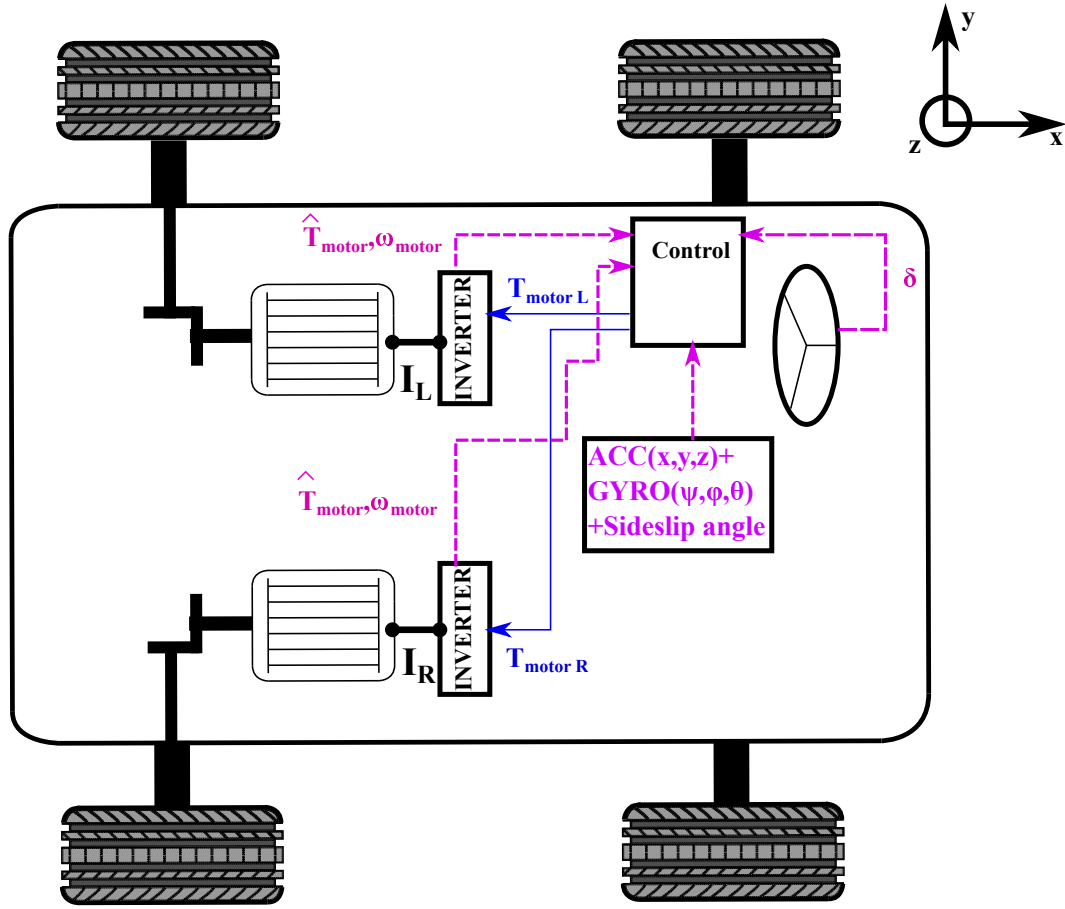 y
z
x
T̂motor,ωmotor
Control
Tmotor L
δ
INVERTER
IL
ACC(x,y,z)+
GYRO(ψ,φ,θ)
+Sideslip angle
T̂motor,ωmotor
INVERTER
IR
Tmotor R